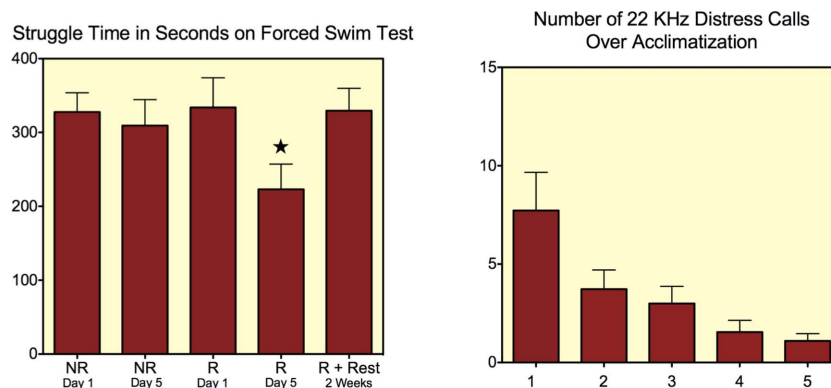 Struggle Time in Seconds on Forced Swim Test
400
300
200
100
0
NR NR R R R + Rest
Day 1 Day 5 Day 1 Day 5 2 Weeks
Number of 22 KHz Distress Calls
Over Acclimatization
15
10
5
0
1 2 3 4 5